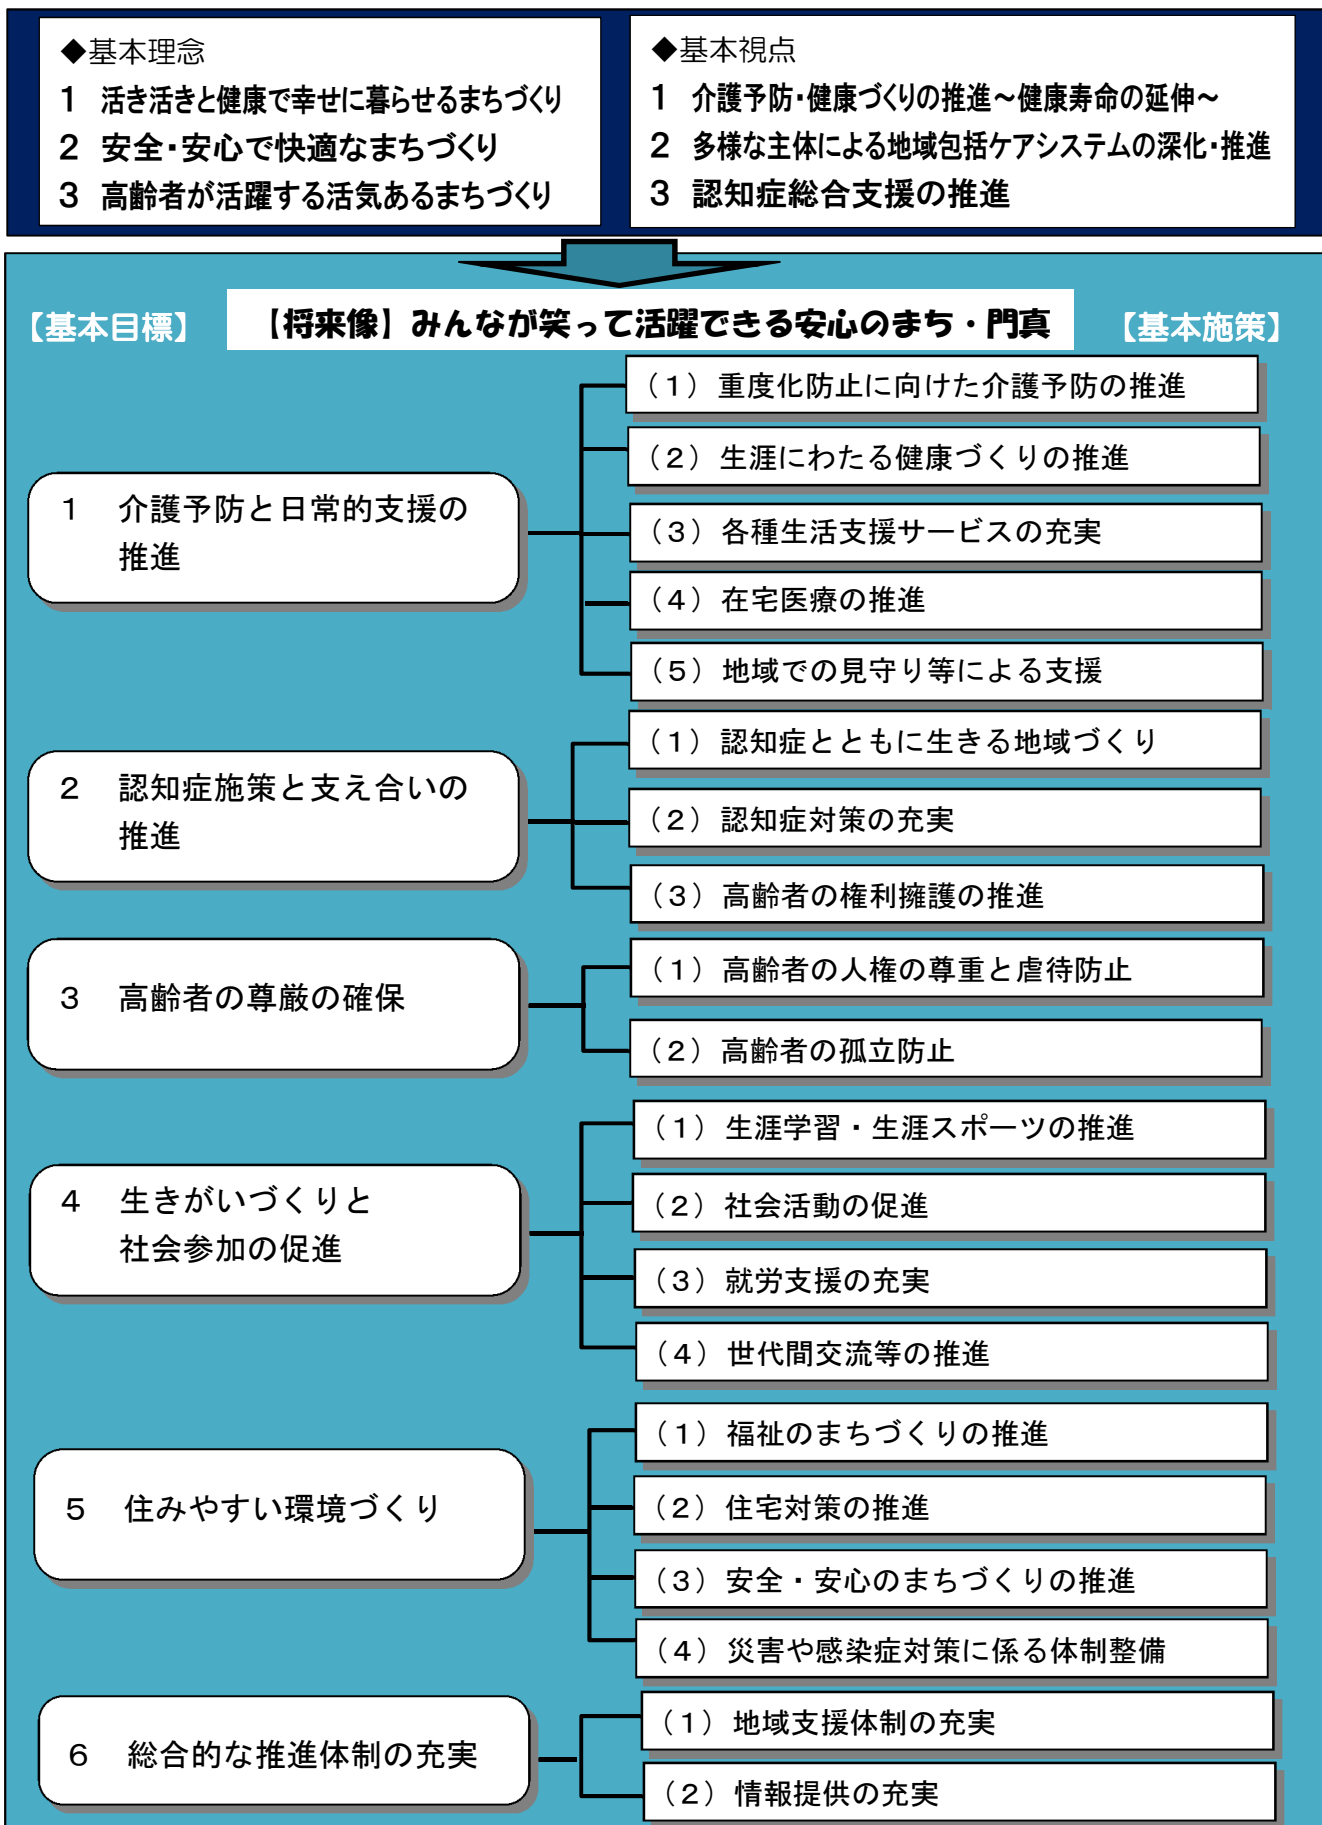 ◆基本理念
1 活き活きと健康で幸せに暮らせるまちづくり
2 安全・安心で快適なまちづくり
3 高齢者が活躍する活気あるまちづくり
◆基本視点
1 介護予防・健康づくりの推進～健康寿命の延伸～
2 多様な主体による地域包括ケアシステムの深化・推進
3 認知症総合支援の推進
【基本目標】
【将来像】みんなが笑って活躍できる安心のまち・門真
【基本施策】
1 介護予防と日常的支援の
推進
(1)重度化防止に向けた介護予防の推進
(2)生涯にわたる健康づくりの推進
(3)各種生活支援サービスの充実
(4)在宅医療の推進
(5)地域での見守り等による支援
2 認知症施策と支え合いの
推進
(1)認知症とともに生きる地域づくり
(2)認知症対策の充実
(3)高齢者の権利擁護の推進
3 高齢者の尊厳の確保
(1)高齢者の人権の尊重と虐待防止
(2)高齢者の孤立防止
4 生きがいづくりと
社会参加の促進
(1)生涯学習・生涯スポーツの推進
(2)社会活動の促進
(3)就労支援の充実
(4)世代間交流等の推進
5 住みやすい環境づくり
(1)福祉のまちづくりの推進
(2)住宅対策の推進
(3)安全・安心のまちづくりの推進
(4)災害や感染症対策に係る体制整備
6 総合的な推進体制の充実
(1)地域支援体制の充実
(2)情報提供の充実